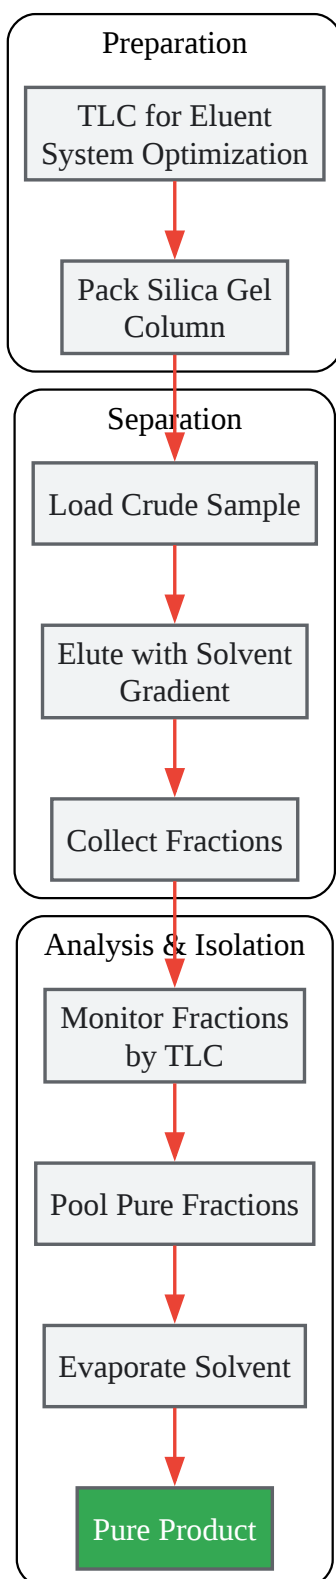 Preparation
TLC for Eluent
System Optimization
Pack Silica Gel
Column
Separation
Load Crude Sample
Elute with Solvent
Gradient
Collect Fractions
Analysis & Isolation
Monitor Fractions
by TLC
Pool Pure Fractions
Evaporate Solvent
Pure Product